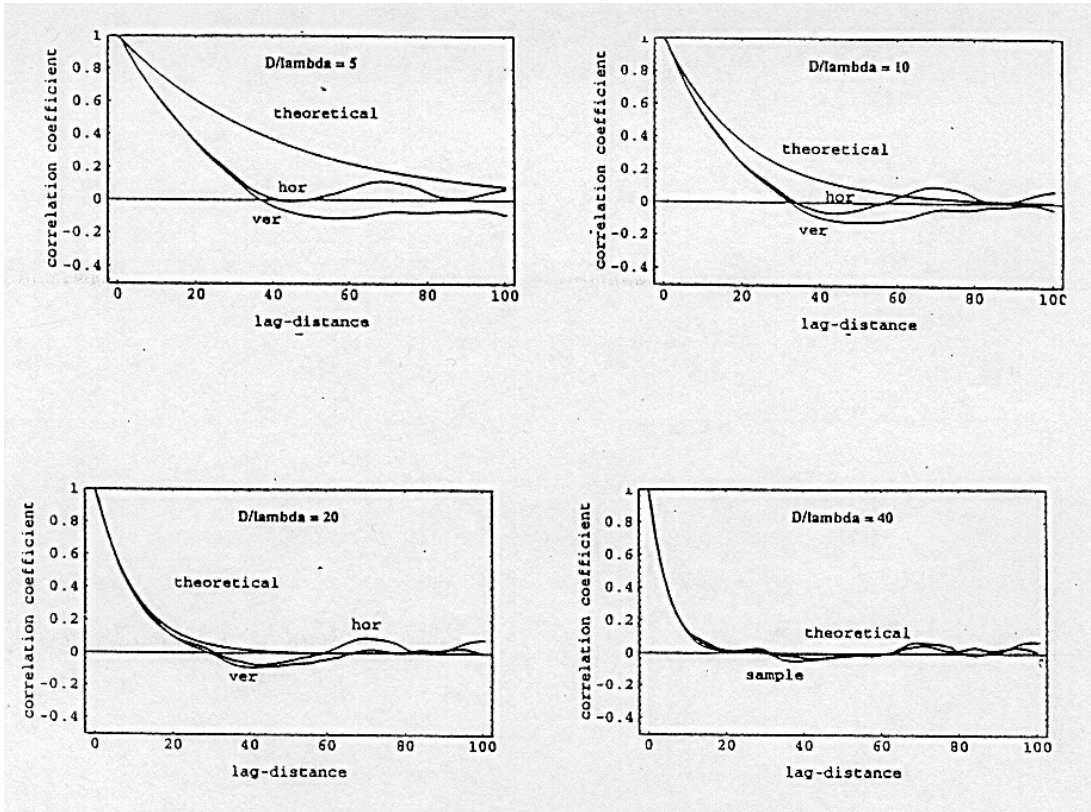 D/lambda = 5
correlation coefficient
1
0.8
0.6
0.4
0.2
0
-0.2
-0.4
theoretical
hor
ver
0 20 40 60 80 100
lag-distance
D/lambda = 10
correlation coefficient
1
0.8
0.6
0.4
0.2
0
-0.2
-0.4
theoretical
hor
ver
0 20 40 60 80 100
lag-distance
D/lambda = 20
correlation coefficient
1
0.8
0.6
0.4
0.2
0
-0.2
-0.4
theoretical
hor
ver
0 20 40 60 80 100
lag-distance
D/lambda = 40
correlation coefficient
1
0.8
0.6
0.4
0.2
0
-0.2
-0.4
theoretical
sample
0 20 40 60 80 100
lag-distance